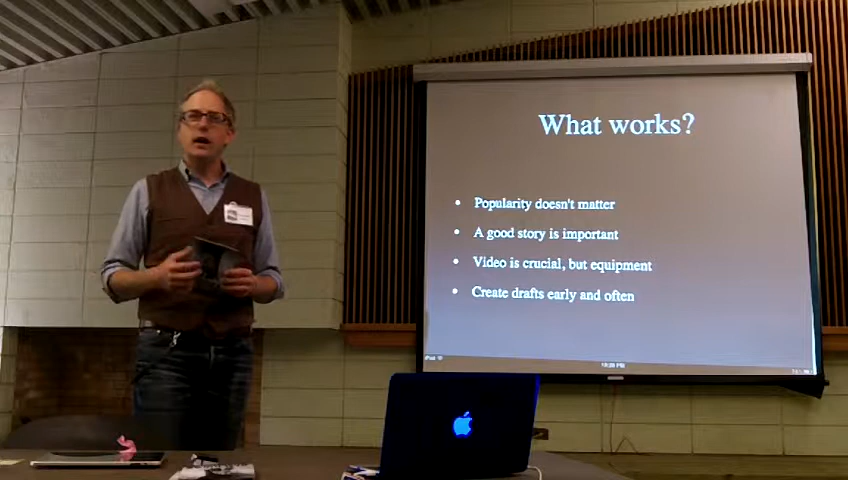 What works?
• Popularity doesn't matter
• A good story is important
• Video is crucial, but equipment
• Create drafts early and often
iPad